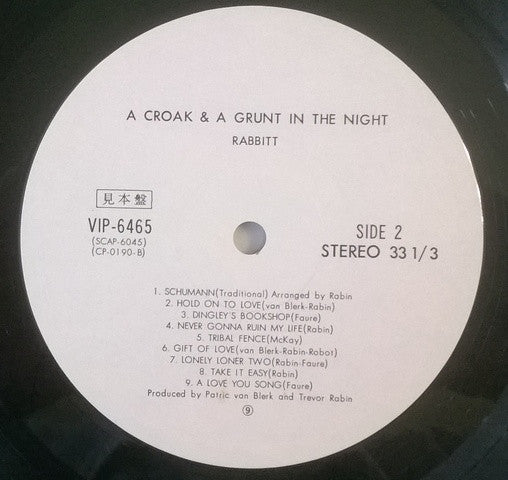 A CROAK & A GRUNT IN THE NIGHT
RABBITT
見本盤
VIP-6465
(SCAP-6045)
(CP-0190-B)
SIDE 2
STEREO 33 1/3
1. SCHUMANN(Traditional) Arranged by Rabin
2. HOLD ON TO LOVE(van Blerk-Rabin)
3. DINGLEY'S BOOKSHOP(Faure)
4. NEVER GONNA RUIN MY LIFE(Rabin)
5. TRIBAL FENCE(McKay)
6. GIFT OF LOVE(van Blerk-Rabin-Robot)
7. LONELY LONER TWO(Rabin-Faure)
8. TAKE IT EASY(Rabin)
9. A LOVE YOU SONG(Faure)
Produced by Patric van Blerk and Trevor Rabin
⑨